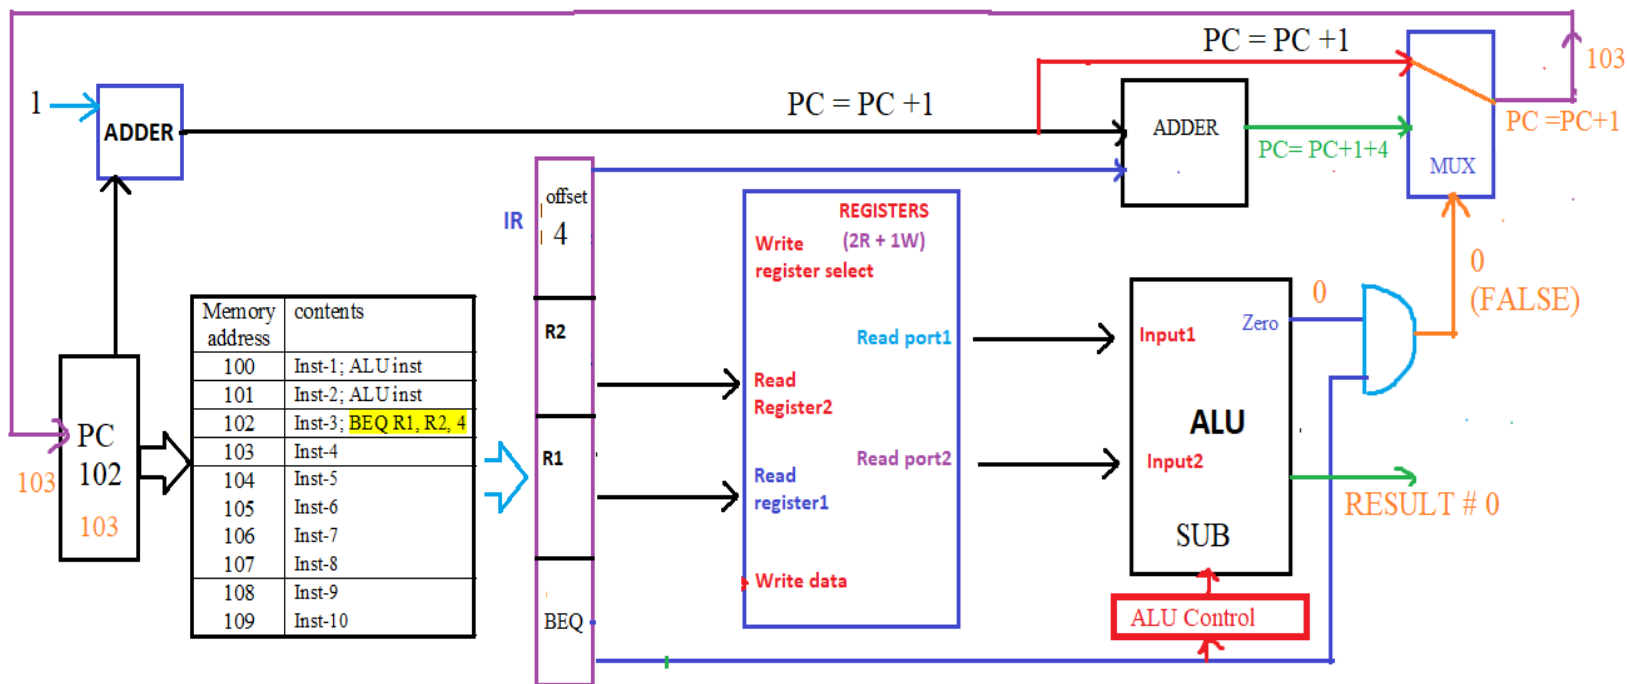 PC = PC +1
103
1
ADDER
PC = PC +1
ADDER
PC= PC+1+4
PC =PC+1
MUX
IR
offset
4
R2
R1
BEQ
REGISTERS
(2R + 1W)
Write
register select
Read port1
Read
Register2
Read port2
Read
register1
Write data
0
0
(FALSE)
Zero
Input1
ALU
Input2
SUB
RESULT # 0
ALU Control
PC
102
103
103
Memory address contents
100 Inst-1; ALU inst
101 Inst-2; ALU inst
102 Inst-3; BEQ R1, R2, 4
103 Inst-4
104 Inst-5
105 Inst-6
106 Inst-7
107 Inst-8
108 Inst-9
109 Inst-10